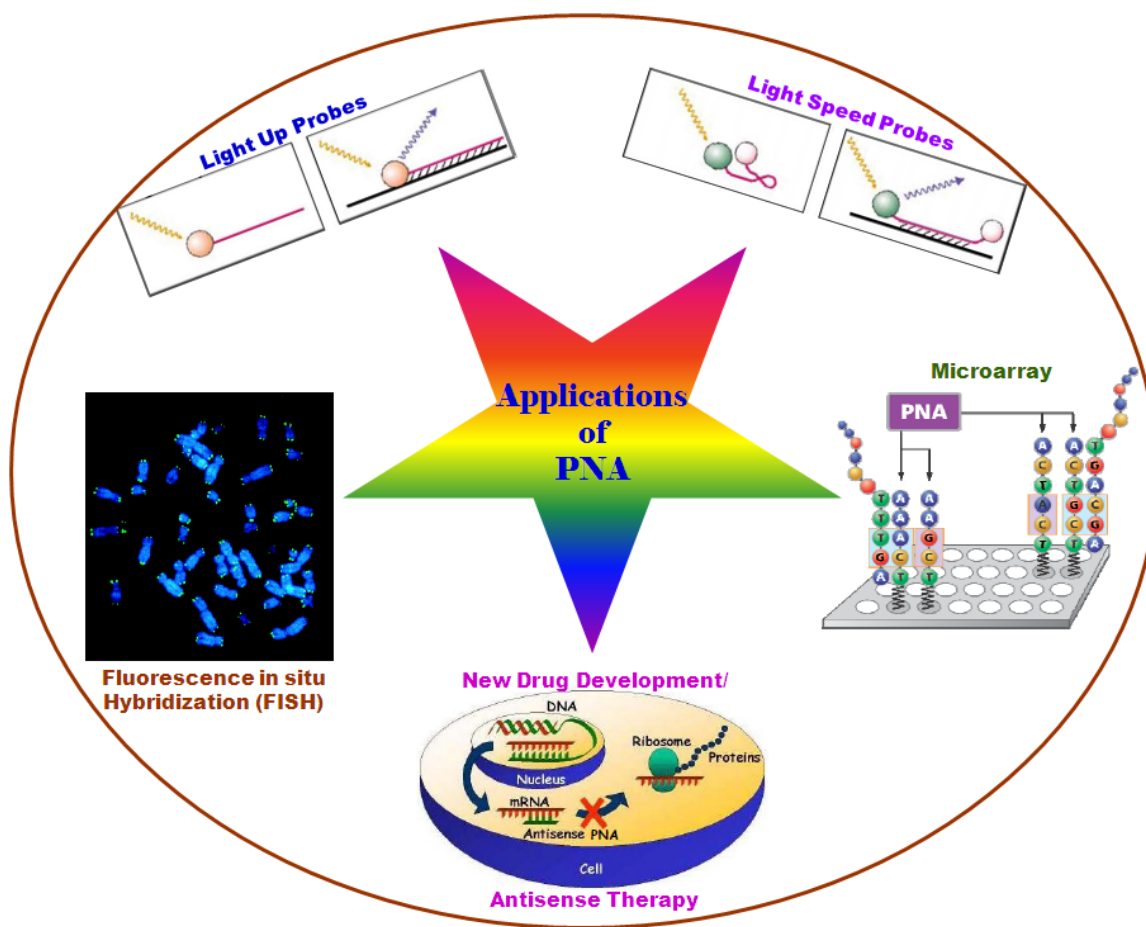 Light Up Probes
Light Speed Probes
Applications
of
PNA
Microarray
PNA
A A T
C C G
T T A
A G C
C C G
T T A
T A A
T A A
T A G
G C C
A T T
Fluorescence in situ
Hybridization (FISH)
New Drug Development/
DNA
Nucleus
mRNA
Antisense PNA
Ribosome
Proteins
Cell
Antisense Therapy